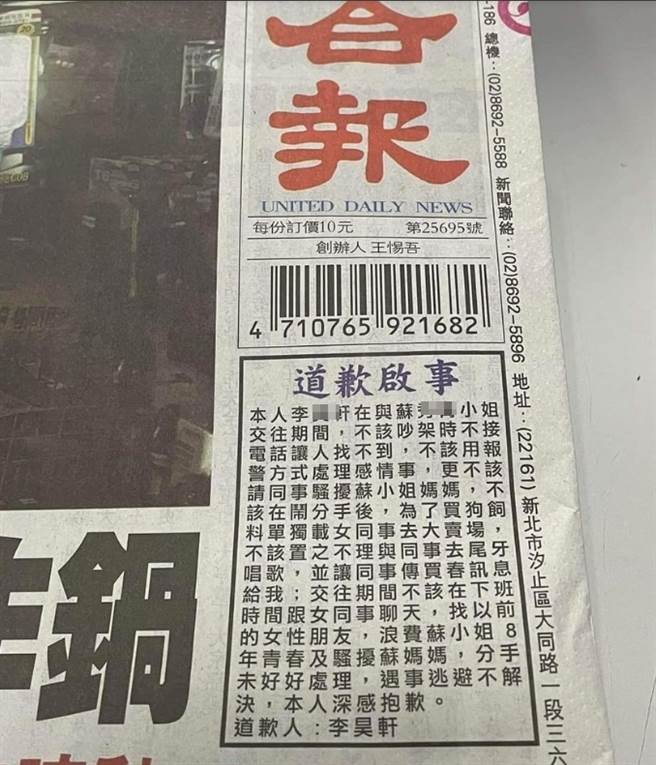 報
UNITED DAILY NEWS
每份訂價10元 第25695號
創辦人 王惕吾
4 710765 921682
道歉啟事
本人李 軒在與蘇 小姐
交往期間，不該吵架時不接
電話讓人找不到，不該用報
警方式處理感情事，更不該
請同事騷擾蘇小姐媽媽，不
該在鬧分手後，為了買狗飼
料單獨載女同事去大賣場，
不該置之不理與同事去尾牙
唱歌，並讓同事傳買春訊息
給我；交往期間不該在下班
時間跟女同事聊天，找以前
的女性朋友，浪費蘇小姐8
年青春及騷擾蘇媽媽，分手
未好好處理，遇事逃避不解
決，本人深感抱歉。
道歉人：李昊軒
186 總機：(02)8692-5588 新聞聯絡：(02)8692-5896 地址：(22161)新北市汐止區大同路一段三六
鍋